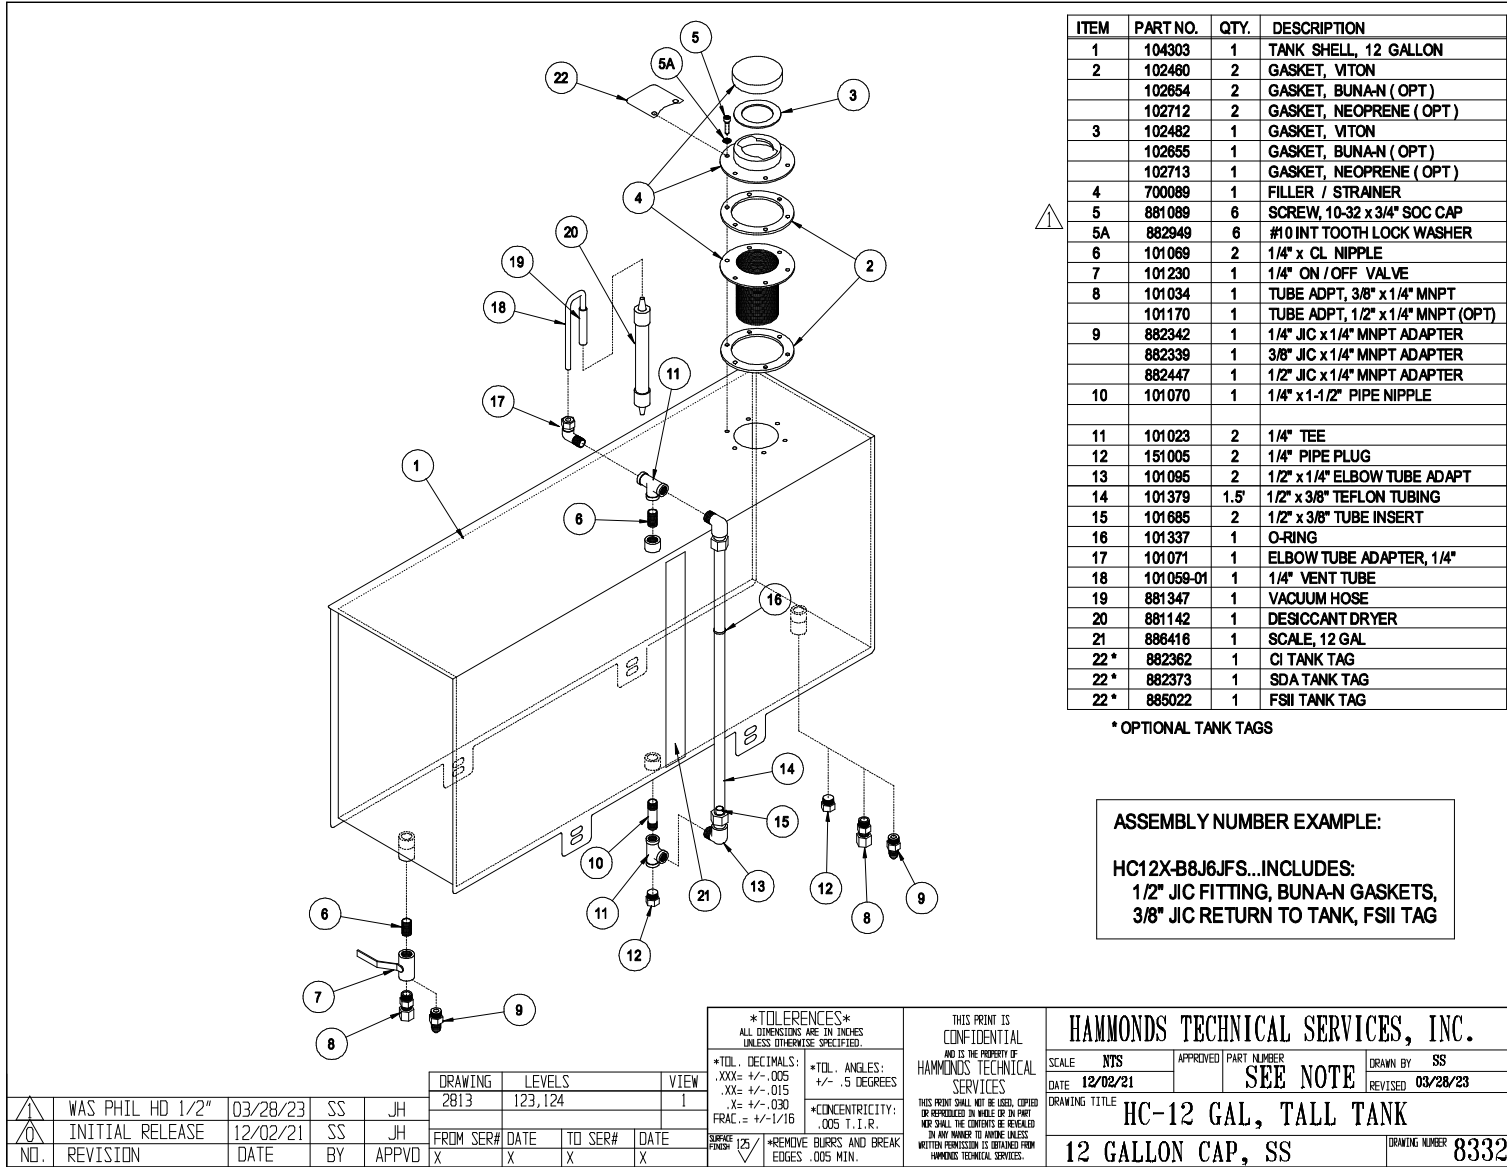 5
5A
22
3
4
2
20
19
18
11
17
1
6
16
14
15
10
13
12
9
21
11
8
12
6
7
9
8
ITEM PART NO. QTY. DESCRIPTION
1 104303 1 TANK SHELL, 12 GALLON
2 102460 2 GASKET, VITON
102654 2 GASKET, BUNA-N ( OPT )
102712 2 GASKET, NEOPRENE ( OPT )
3 102482 1 GASKET, VITON
102655 1 GASKET, BUNA-N ( OPT )
102713 1 GASKET, NEOPRENE ( OPT )
4 700089 1 FILLER / STRAINER
1
5 881089 6 SCREW, 10-32 x 3/4" SOC CAP
5A 882949 6 #10 INT TOOTH LOCK WASHER
6 101069 2 1/4" x CL NIPPLE
7 101230 1 1/4" ON / OFF VALVE
8 101034 1 TUBE ADPT, 3/8" x 1/4" MNPT
101170 1 TUBE ADPT, 1/2" x 1/4" MNPT (OPT)
9 882342 1 1/4" JIC x 1/4" MNPT ADAPTER
882339 1 3/8" JIC x 1/4" MNPT ADAPTER
882447 1 1/2" JIC x 1/4" MNPT ADAPTER
10 101070 1 1/4" x 1-1/2" PIPE NIPPLE
11 101023 2 1/4" TEE
12 151005 2 1/4" PIPE PLUG
13 101095 2 1/2" x 1/4" ELBOW TUBE ADAPT
14 101379 1.5' 1/2" x 3/8" TEFLON TUBING
15 101685 2 1/2" x 3/8" TUBE INSERT
16 101337 1 O-RING
17 101071 1 ELBOW TUBE ADAPTER, 1/4"
18 101059-01 1 1/4" VENT TUBE
19 881347 1 VACUUM HOSE
20 881142 1 DESICCANT DRYER
21 886416 1 SCALE, 12 GAL
22 * 882362 1 CI TANK TAG
22 * 882373 1 SDA TANK TAG
22 * 885022 1 FSII TANK TAG
* OPTIONAL TANK TAGS
ASSEMBLY NUMBER EXAMPLE:
HC12X-B8J6JFS...INCLUDES:
1/2" JIC FITTING, BUNA-N GASKETS,
3/8" JIC RETURN TO TANK, FSII TAG
1 WAS PHIL HD 1/2" 03/28/23 SS JH
0 INITIAL RELEASE 12/02/21 SS JH
NO. REVISION DATE BY APPVD
DRAWING LEVELS VIEW
2813 123,124 1
FROM SER# DATE TO SER# DATE
X X X X
*TOLERENCES*
ALL DIMENSIONS ARE IN INCHES
UNLESS OTHERWISE SPECIFIED.
*TOL. DECIMALS:
.XXX= +/-.005
.XX= +/-.015
.X= +/-.030
FRAC.= +/-1/16
*TOL. ANGLES:
+/- .5 DEGREES
*CONCENTRICITY:
.005 T.I.R.
SURFACE
FINISH
125
*REMOVE BURRS AND BREAK
EDGES .005 MIN.
THIS PRINT IS
CONFIDENTIAL
AND IS THE PROPERTY OF
HAMMONDS TECHNICAL
SERVICES
THIS PRINT SHALL NOT BE USED, COPIED
OR REPRODUCED IN WHOLE OR IN PART
NOR SHALL THE CONTENTS BE REVEALED
IN ANY MANNER TO ANYONE UNLESS
WRITTEN PERMISSION IS OBTAINED FROM
HAMMONDS TECHNICAL SERVICES.
HAMMONDS TECHNICAL SERVICES, INC.
SCALE NTS
APPROVED
PART NUMBER
SEE NOTE
DRAWN BY SS
DATE 12/02/21
REVISED 03/28/23
DRAWING TITLE
HC-12 GAL, TALL TANK
12 GALLON CAP, SS
DRAWING NUMBER 8332